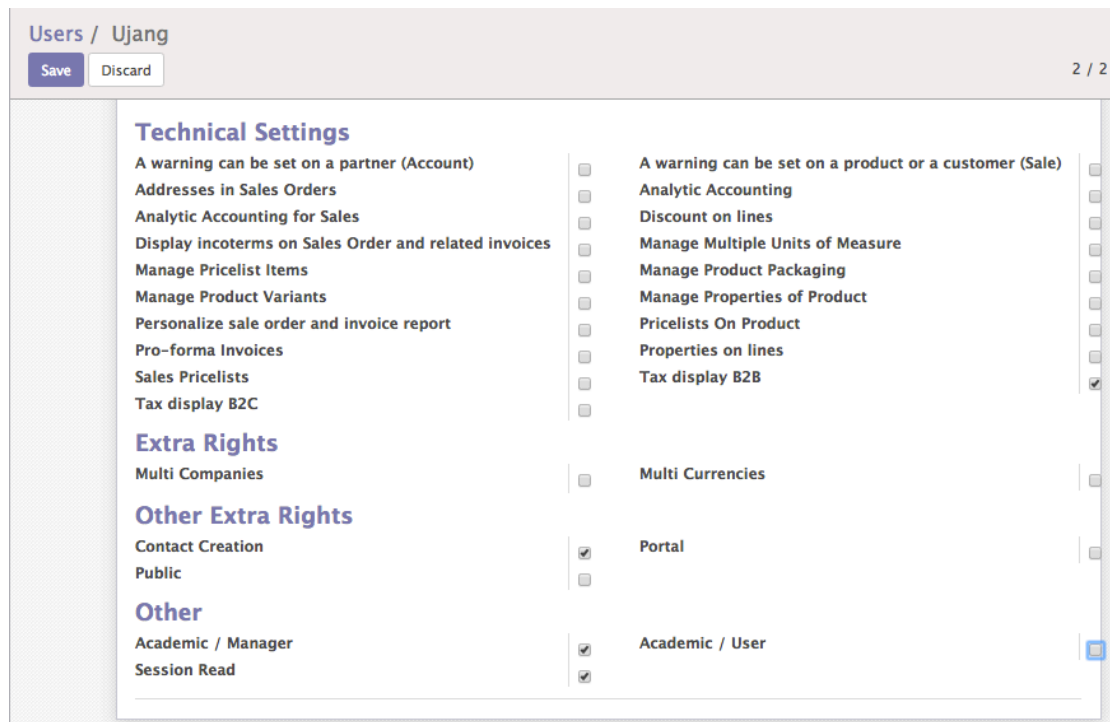 Users / Ujang
Save Discard 2 / 2
Technical Settings
A warning can be set on a partner (Account) A warning can be set on a product or a customer (Sale)
Addresses in Sales Orders Analytic Accounting
Analytic Accounting for Sales Discount on lines
Display incoterms on Sales Order and related invoices Manage Multiple Units of Measure
Manage Pricelist Items Manage Product Packaging
Manage Product Variants Manage Properties of Product
Personalize sale order and invoice report Pricelists On Product
Pro-forma Invoices Properties on lines
Sales Pricelists Tax display B2B
Tax display B2C
Extra Rights
Multi Companies Multi Currencies
Other Extra Rights
Contact Creation Portal
Public
Other
Academic / Manager Academic / User
Session Read